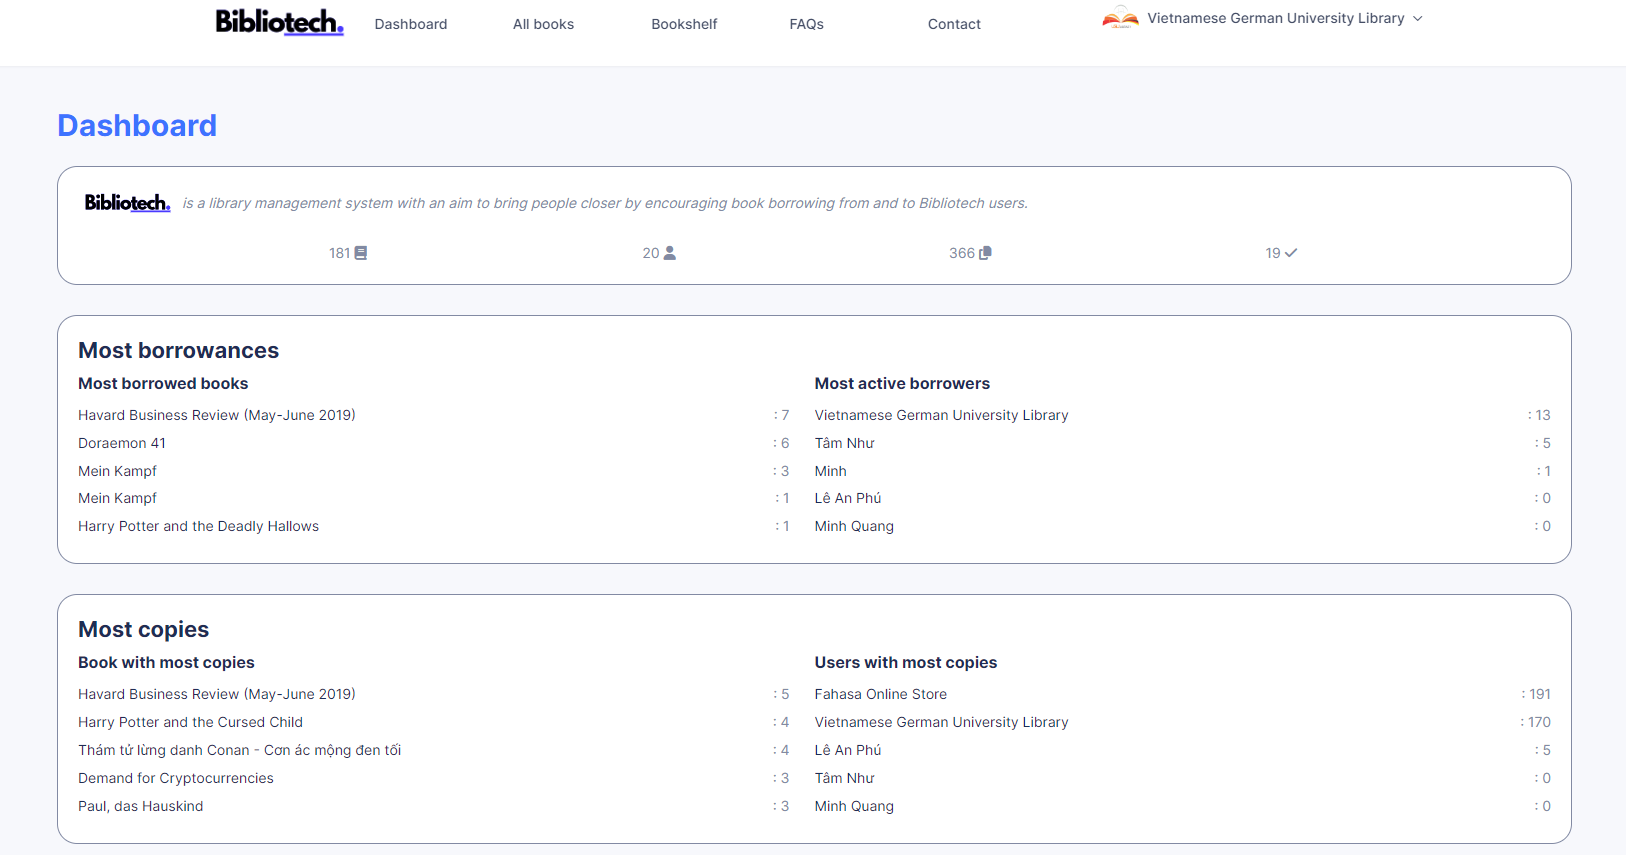 Bibliotech. Dashboard All books Bookshelf FAQs Contact Vietnamese German University Library
Dashboard
Bibliotech. is a library management system with an aim to bring people closer by encouraging book borrowing from and to Bibliotech users.
181 20 366 19
Most borrowances
Most borrowed books
Havard Business Review (May-June 2019) : 7
Doraemon 41 : 6
Mein Kampf : 3
Mein Kampf : 1
Harry Potter and the Deadly Hallows : 1
Most active borrowers
Vietnamese German University Library : 13
Tâm Như : 5
Minh : 1
Lê An Phú : 0
Minh Quang : 0
Most copies
Book with most copies
Havard Business Review (May-June 2019) : 5
Harry Potter and the Cursed Child : 4
Thám tử lừng danh Conan - Cơn ác mộng đen tối : 4
Demand for Cryptocurrencies : 3
Paul, das Hauskind : 3
Users with most copies
Fahasa Online Store : 191
Vietnamese German University Library : 170
Lê An Phú : 5
Tâm Như : 0
Minh Quang : 0